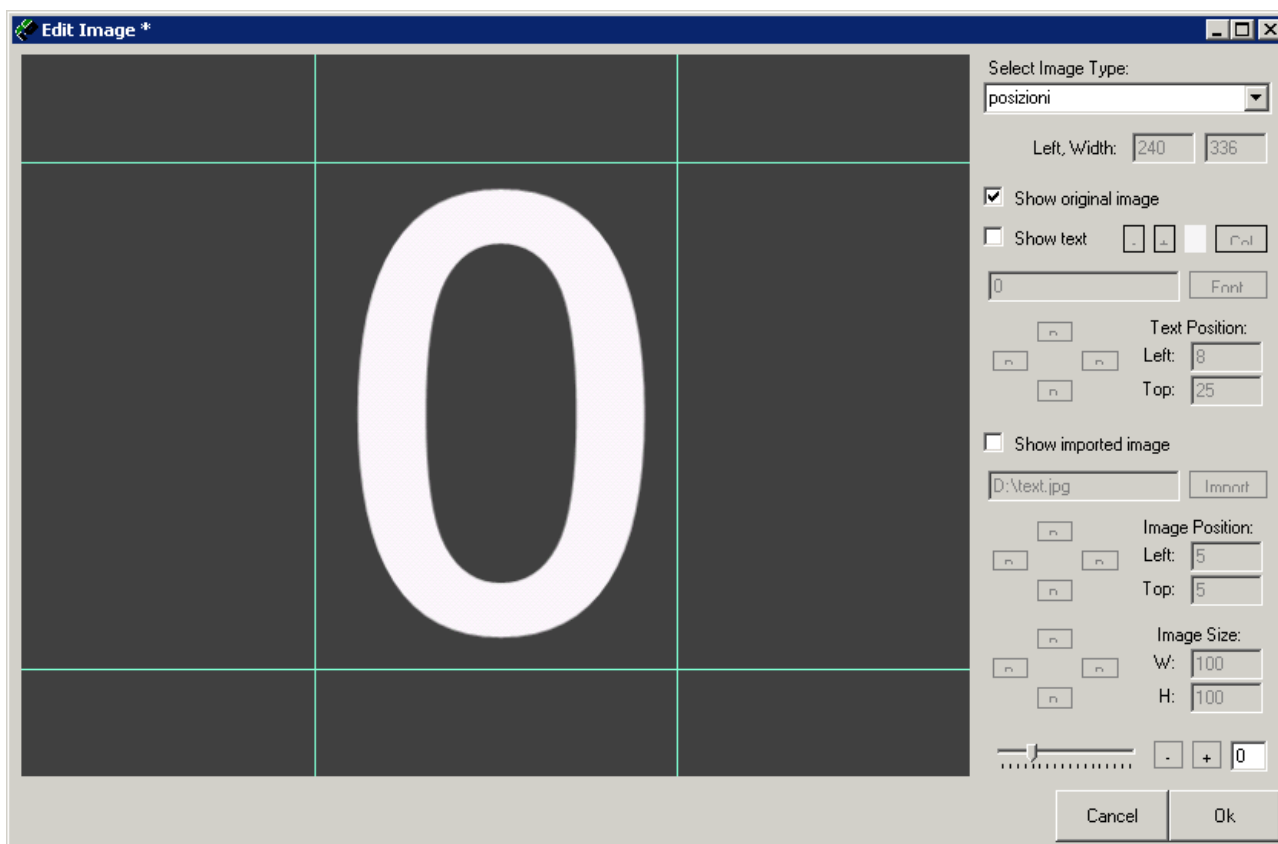 Edit Image *
0
Select Image Type:
posizioni
Left, Width: 240 336
Show original image
Show text - +
0
Font
Text Position:
Left: 8
Top: 25
Show imported image
D:\text.jpg Import
Image Position:
Left: 5
Top: 5
Image Size:
W: 100
H: 100
- + 0
Cancel Ok